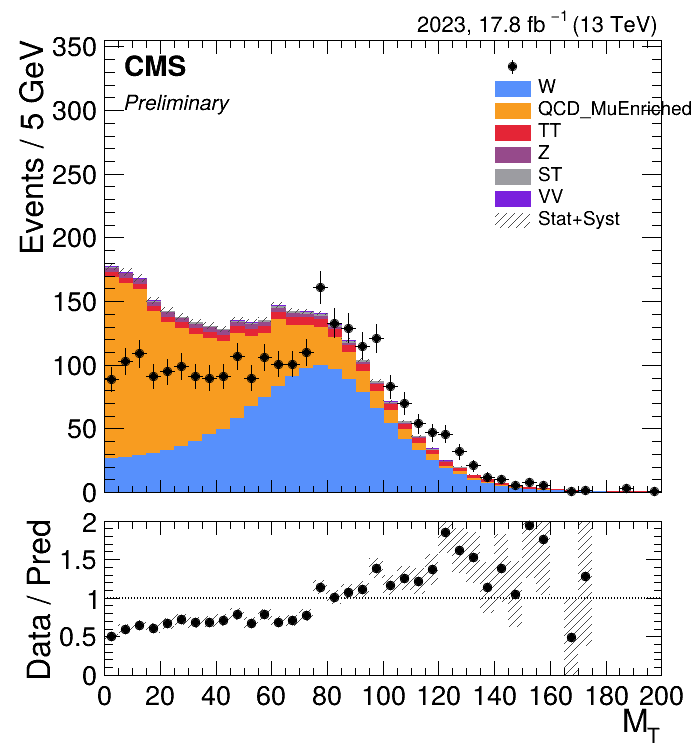 2023, 17.8 fb⁻¹ (13 TeV)
CMS
Preliminary
W
QCD_MuEnriched
TT
Z
ST
VV
Stat+Syst
Events / 5 GeV
350
300
250
200
150
100
50
0
Data / Pred
2
1.5
1
0.5
0
0 20 40 60 80 100 120 140 160 180 200
M_T